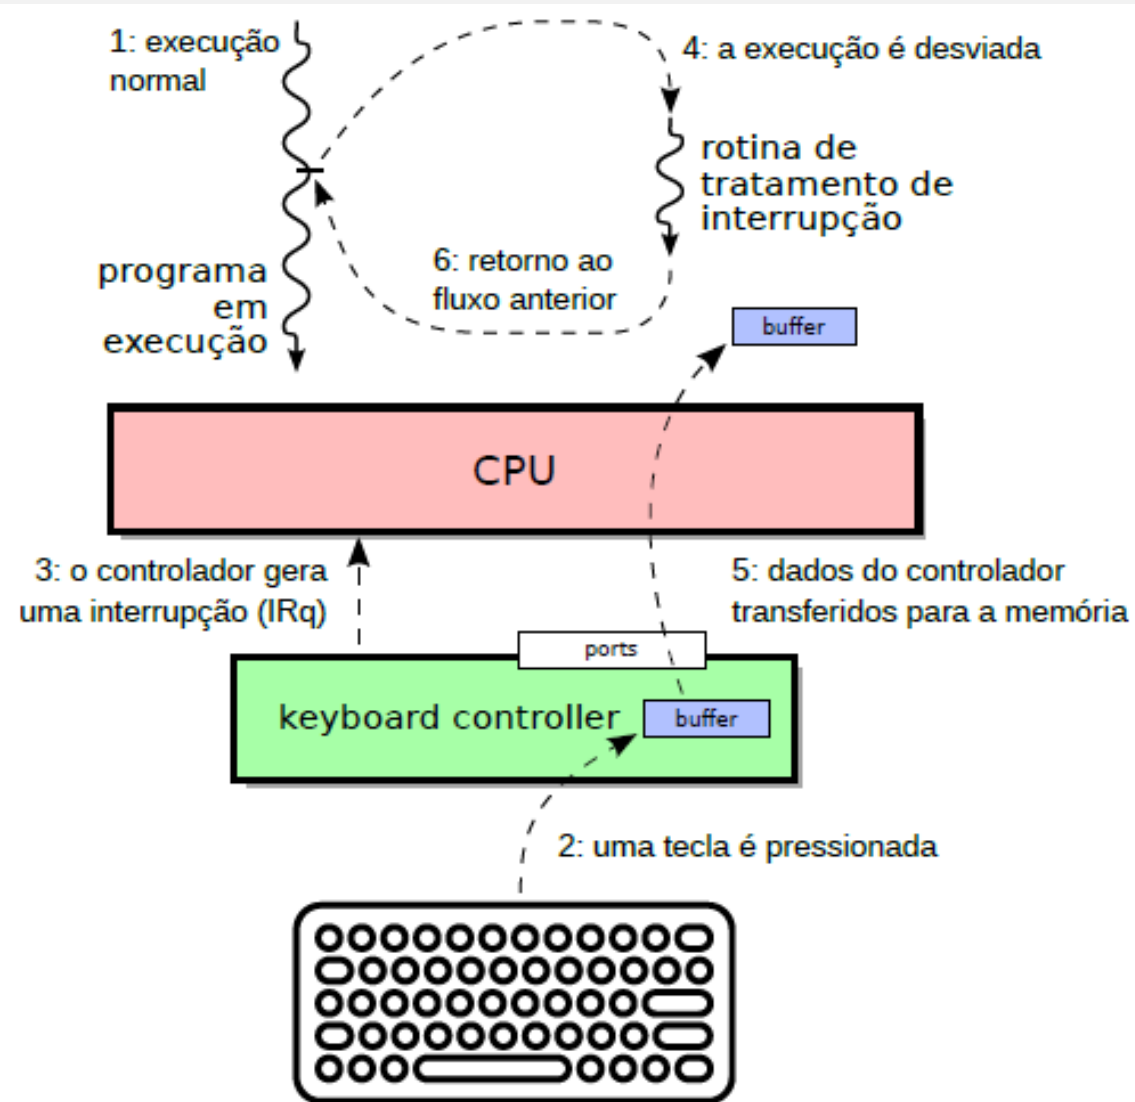 1: execução
normal
4: a execução é desviada
rotina de
tratamento de
interrupção
6: retorno ao
fluxo anterior
programa
em
execução
buffer
CPU
3: o controlador gera
uma interrupção (IRq)
5: dados do controlador
transferidos para a memória
ports
keyboard controller
buffer
2: uma tecla é pressionada